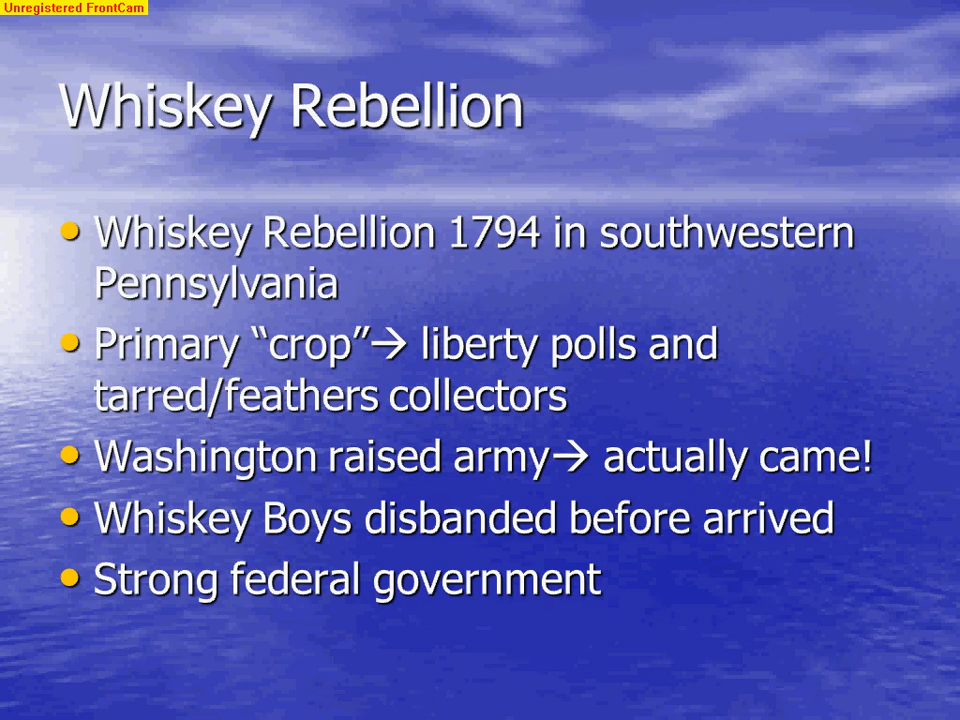 Unregistered FrontCam
Whiskey Rebellion
• Whiskey Rebellion 1794 in southwestern
Pennsylvania
• Primary “crop”→ liberty polls and
tarred/feathers collectors
• Washington raised army→ actually came!
• Whiskey Boys disbanded before arrived
• Strong federal government